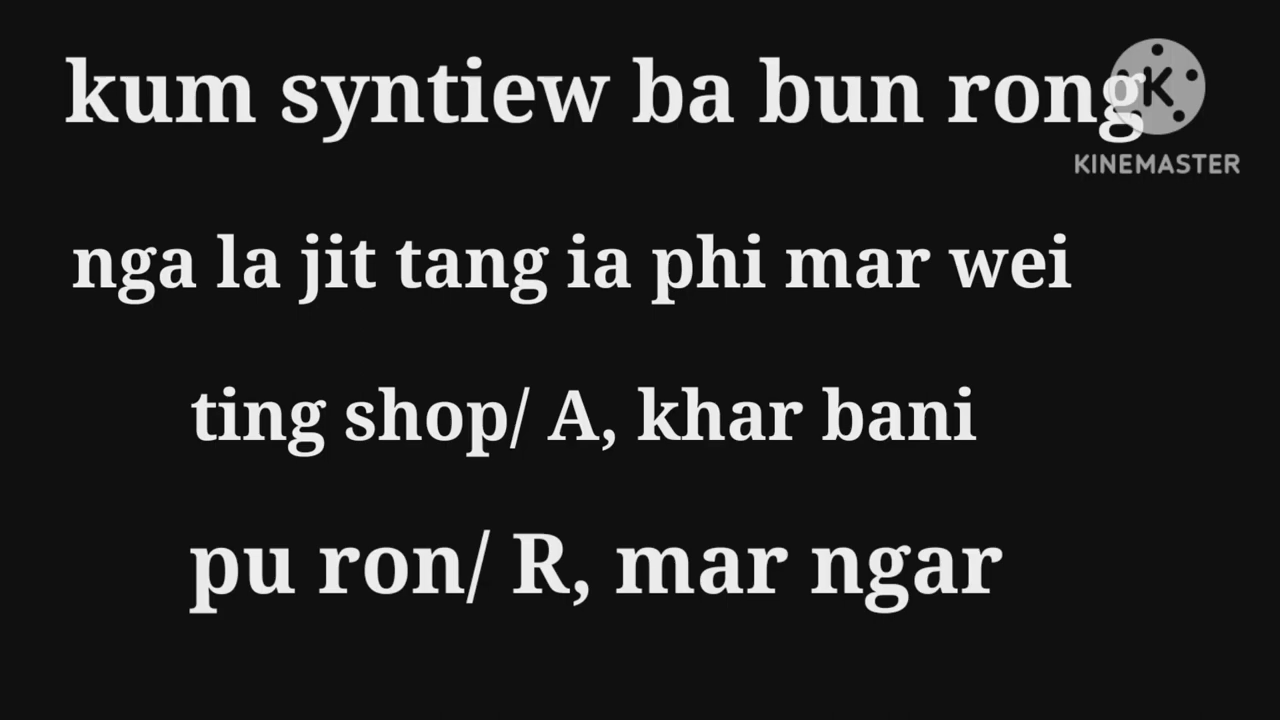 kum syntiew ba bun rong
KINEMASTER
nga la jit tang ia phi mar wei
ting shop/ A, khar bani
pu ron/ R, mar ngar